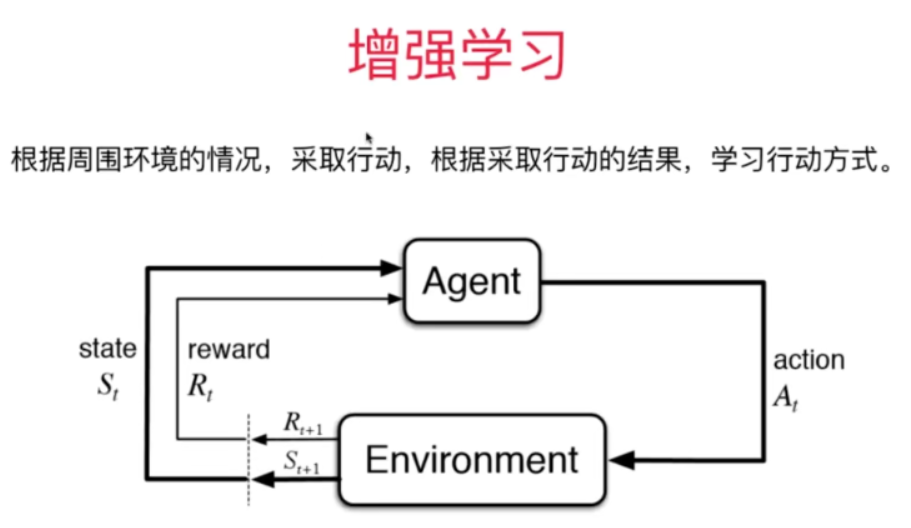 增强学习
根据周围环境的情况，采取行动，根据采取行动的结果，学习行动方式。
Agent
state
S_t
reward
R_t
action
A_t
R_{t+1}
S_{t+1}
Environment